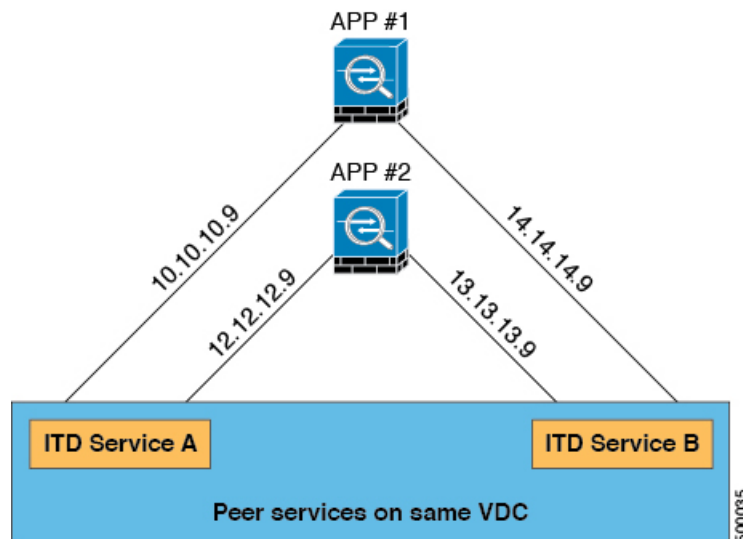 APP #1
APP #2
10.10.10.9
14.14.14.9
12.12.12.9
13.13.13.9
ITD Service A
ITD Service B
Peer services on same VDC
500035